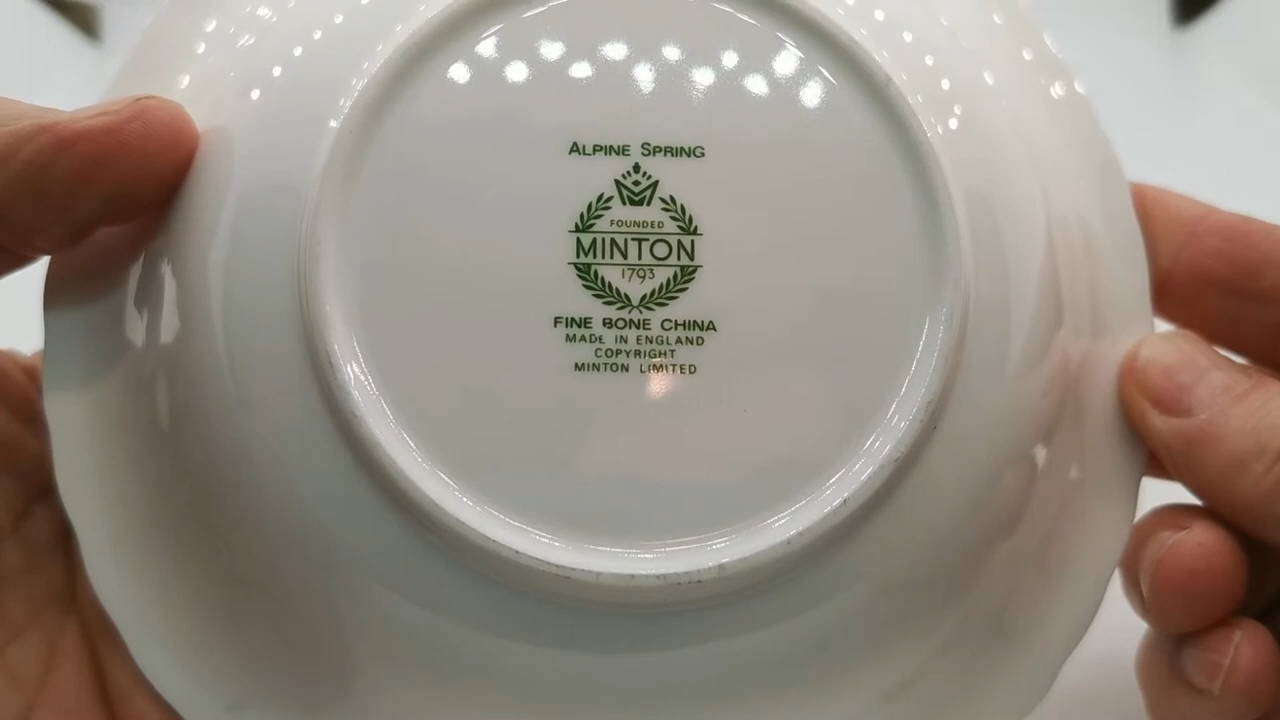 ALPINE SPRING
FOUNDED
MINTON
1793
FINE BONE CHINA
MADE IN ENGLAND
COPYRIGHT
MINTON LIMITED